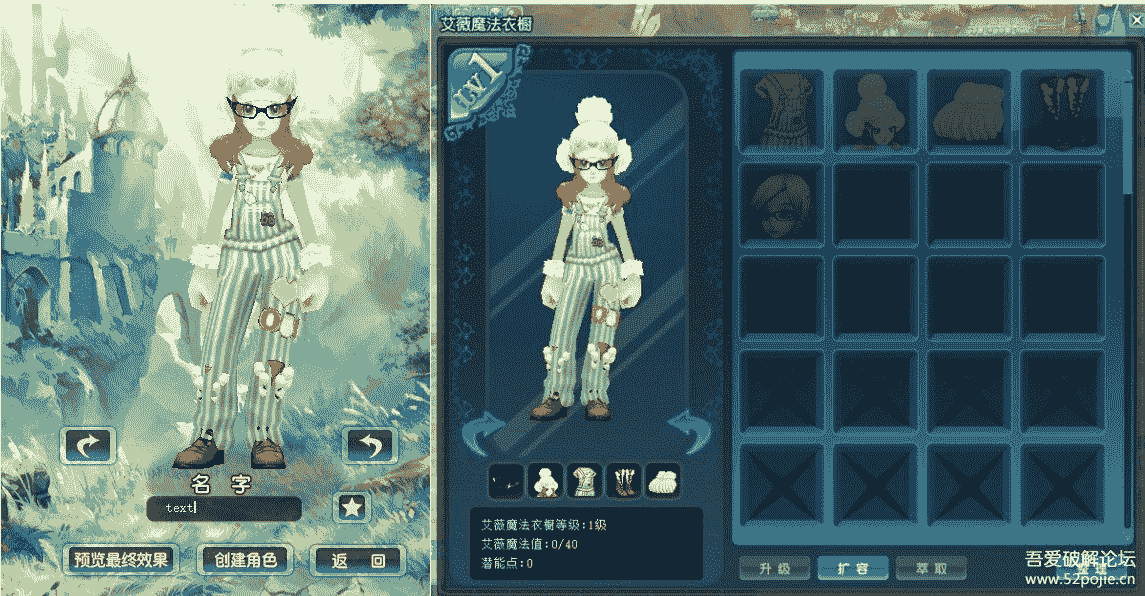 名 字
text
预览最终效果
创建角色
返 回
艾薇魔法衣橱
LV1
艾薇魔法衣橱等级:1级
艾薇魔法值:0/40
潜能点:0
升 级
扩 容
萃 取
吾爱破解论坛
www.52pojie.cn